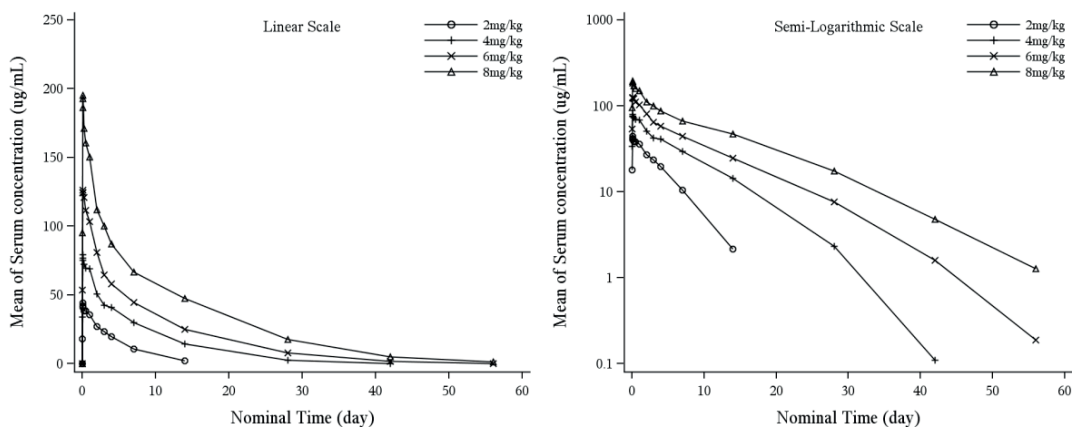 Linear Scale
2mg/kg
4mg/kg
6mg/kg
8mg/kg
Mean of Serum concentration (ug/mL)
250
200
150
100
50
0
0
10
20
30
40
50
60
Nominal Time (day)
Semi-Logarithmic Scale
2mg/kg
4mg/kg
6mg/kg
8mg/kg
Mean of Serum concentration (ug/mL)
1000
100
10
1
0.1
0
10
20
30
40
50
60
Nominal Time (day)